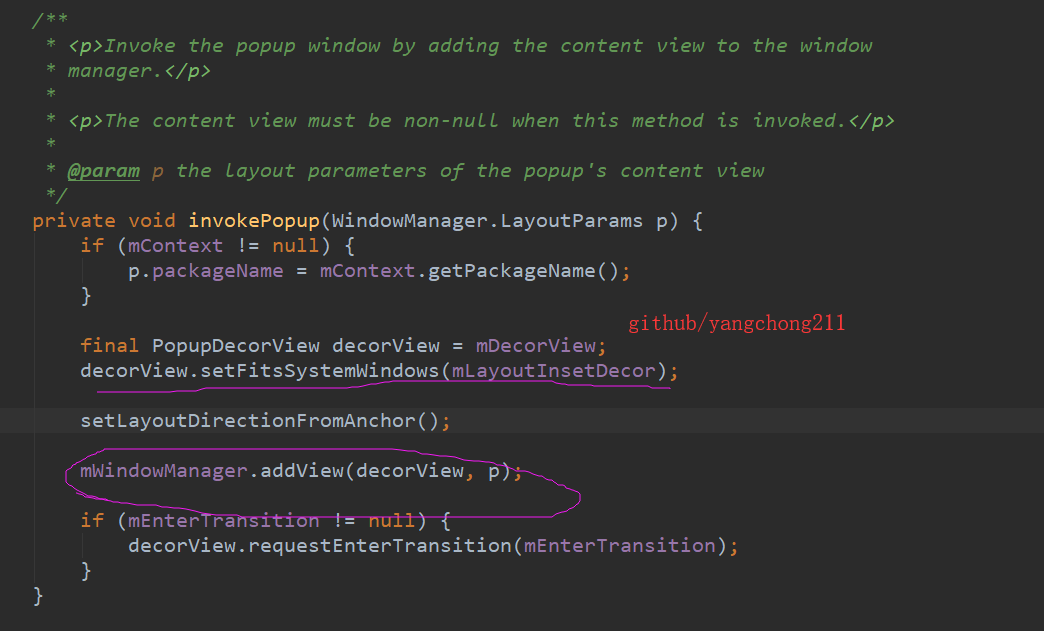 /**
 * <p>Invoke the popup window by adding the content view to the window
 * manager.</p>
 *
 * <p>The content view must be non-null when this method is invoked.</p>
 *
 * @param p the layout parameters of the popup's content view
 */
private void invokePopup(WindowManager.LayoutParams p) {
    if (mContext != null) {
        p.packageName = mContext.getPackageName();
    }
github/yangchong211
    final PopupDecorView decorView = mDecorView;
    decorView.setFitsSystemWindows(mLayoutInsetDecor);
    setLayoutDirectionFromAnchor();
    mWindowManager.addView(decorView, p);
    if (mEnterTransition != null) {
        decorView.requestEnterTransition(mEnterTransition);
    }
}